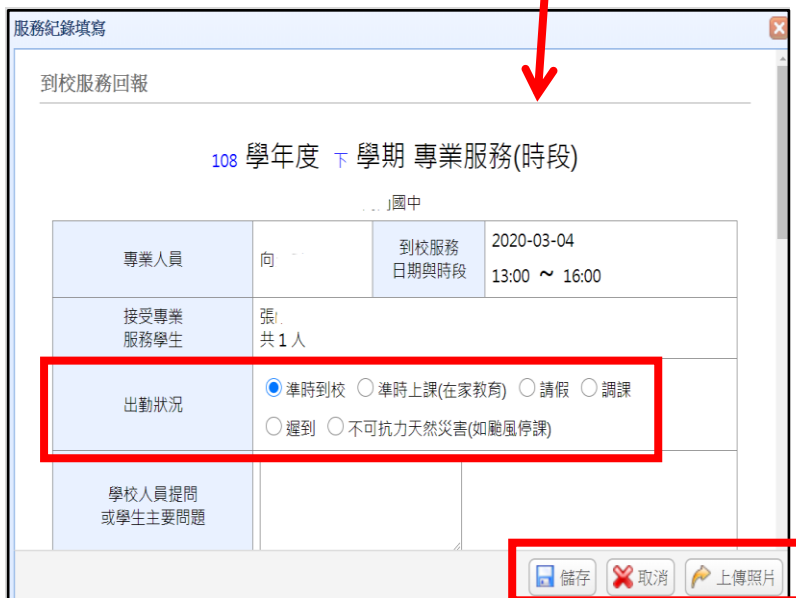 服務紀錄填寫
到校服務回報
108 學年度 下 學期 專業服務(時段)
國中
專業人員
向
到校服務
日期與時段
2020-03-04
13:00 ~ 16:00
接受專業
服務學生
張
共 1 人
出勤狀況
準時到校 準時上課(在家教育) 請假 調課
遲到 不可抗力天然災害(如颱風停課)
學校人員提問
或學生主要問題
儲存 取消 上傳照片